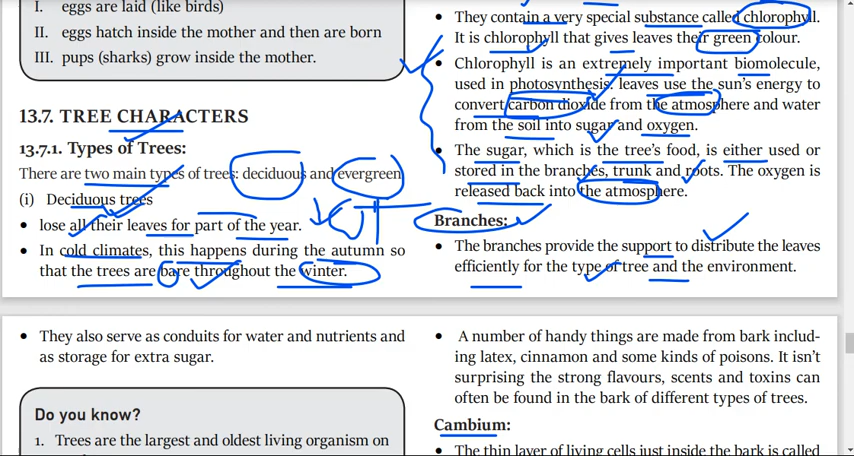 I. eggs are laid (like birds)
II. eggs hatch inside the mother and then are born
III. pups (sharks) grow inside the mother.
13.7. TREE CHARACTERS
13.7.1. Types of Trees:
There are two main types of trees: deciduous and evergreen
(i) Deciduous trees
• lose all their leaves for part of the year.
• In cold climates, this happens during the autumn so
that the trees are bare throughout the winter.
• They contain a very special substance called chlorophyll.
It is chlorophyll that gives leaves their green colour.
• Chlorophyll is an extremely important biomolecule,
used in photosynthesis. leaves use the sun's energy to
convert carbon dioxide from the atmosphere and water
from the soil into sugar and oxygen.
• The sugar, which is the tree's food, is either used or
stored in the branches, trunk and roots. The oxygen is
released back into the atmosphere.
Branches:
• The branches provide the support to distribute the leaves
efficiently for the type of tree and the environment.
• They also serve as conduits for water and nutrients and
as storage for extra sugar.
Do you know?
1. Trees are the largest and oldest living organism on
• A number of handy things are made from bark includ-
ing latex, cinnamon and some kinds of poisons. It isn't
surprising the strong flavours, scents and toxins can
often be found in the bark of different types of trees.
Cambium:
• The thin layer of living cells just inside the bark is called